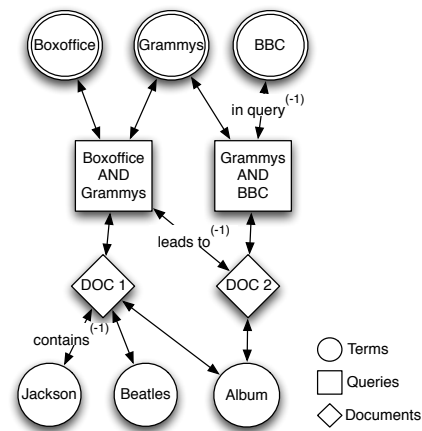 Boxoffice
Grammys
BBC
in query(-1)
Boxoffice
AND
Grammys
Grammys
AND
BBC
leads to(-1)
DOC 1
DOC 2
contains(-1)
Jackson
Beatles
Album
Terms
Queries
Documents